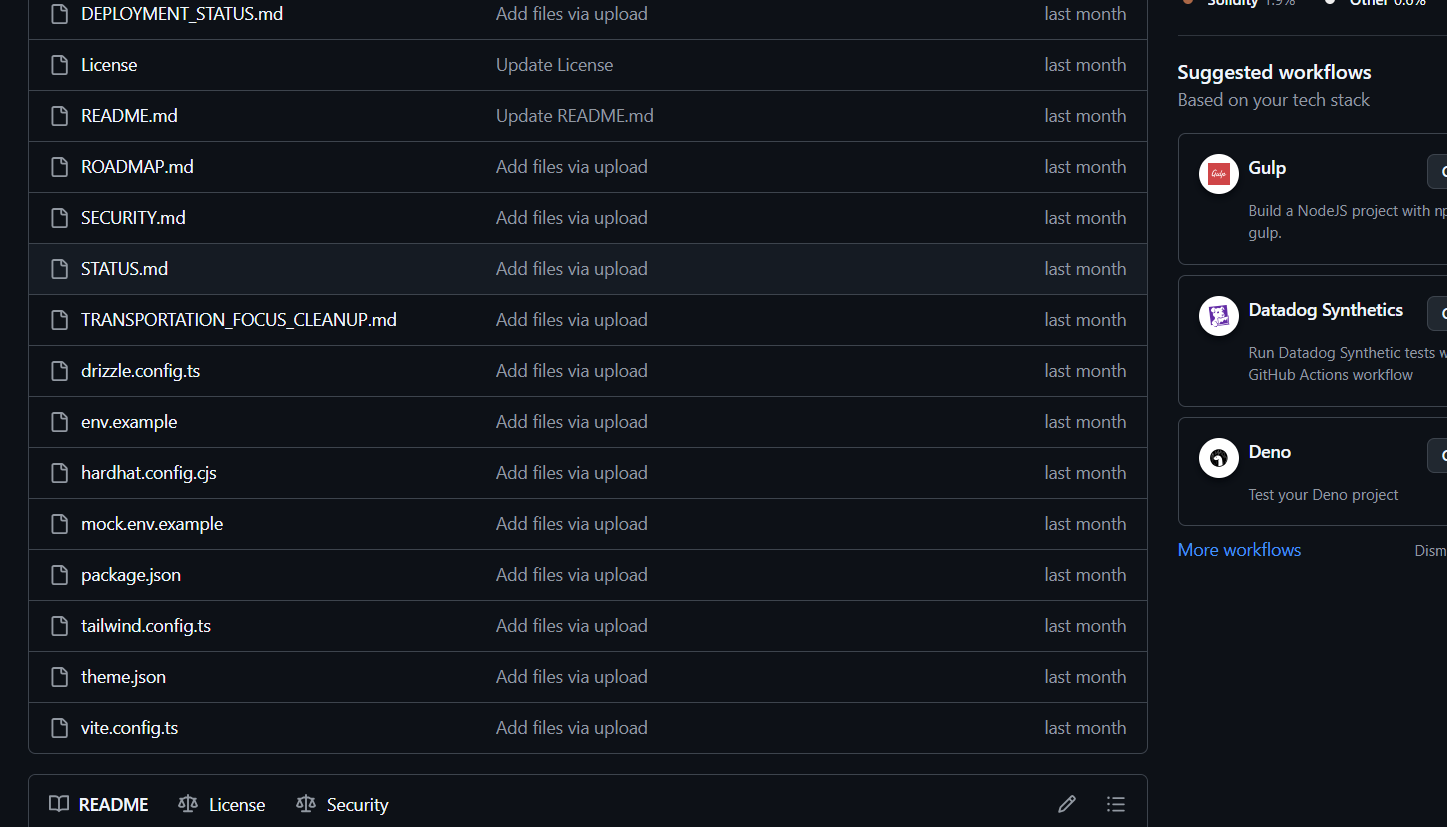 Solidity 1.9% Other 0.6%
DEPLOYMENT_STATUS.md Add files via upload last month
License Update License last month
README.md Update README.md last month
ROADMAP.md Add files via upload last month
SECURITY.md Add files via upload last month
STATUS.md Add files via upload last month
TRANSPORTATION_FOCUS_CLEANUP.md Add files via upload last month
drizzle.config.ts Add files via upload last month
env.example Add files via upload last month
hardhat.config.cjs Add files via upload last month
mock.env.example Add files via upload last month
package.json Add files via upload last month
tailwind.config.ts Add files via upload last month
theme.json Add files via upload last month
vite.config.ts Add files via upload last month
README License Security
Suggested workflows
Based on your tech stack
Gulp
Gulp
Build a NodeJS project with np
gulp.
Datadog Synthetics
Run Datadog Synthetic tests w
GitHub Actions workflow
Deno
Test your Deno project
More workflows Dism